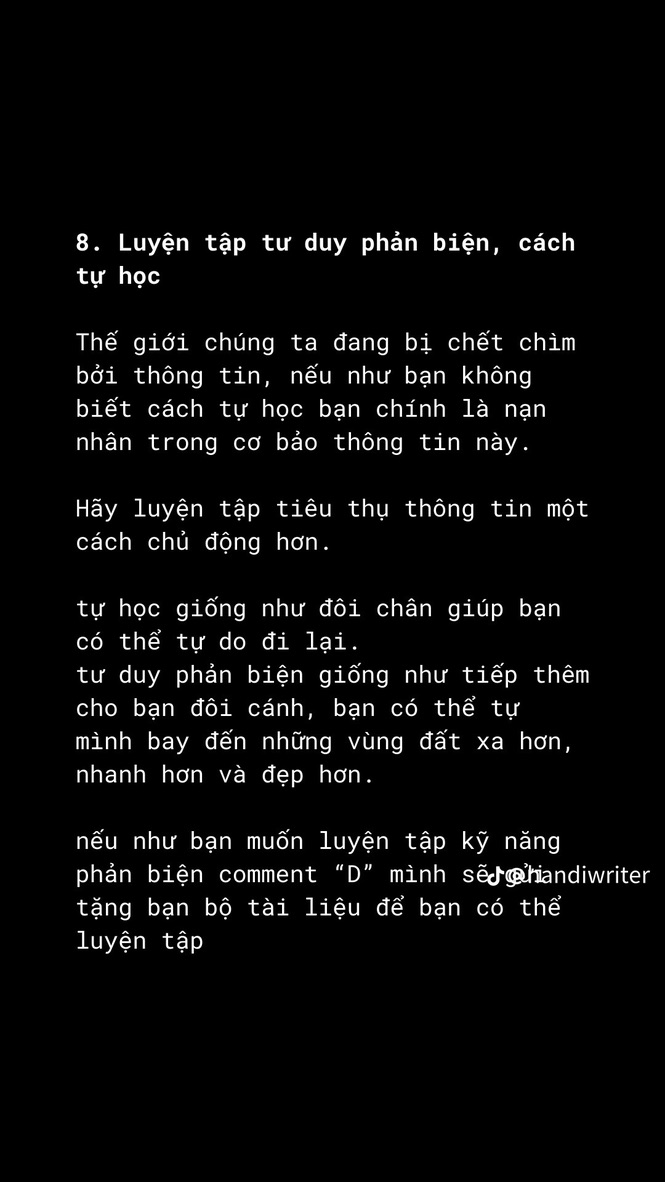 8. Luyện tập tư duy phản biện, cách
tự học
Thế giới chúng ta đang bị chết chìm
bởi thông tin, nếu như bạn không
biết cách tự học bạn chính là nạn
nhân trong cơ bảo thông tin này.
Hãy luyện tập tiêu thụ thông tin một
cách chủ động hơn.
tự học giống như đôi chân giúp bạn
có thể tự do đi lại.
tư duy phản biện giống như tiếp thêm
cho bạn đôi cánh, bạn có thể tự
mình bay đến những vùng đất xa hơn,
nhanh hơn và đẹp hơn.
nếu như bạn muốn luyện tập kỹ năng
phản biện comment “D” mình sẽ gửi
@handiwriter
tặng bạn bộ tài liệu để bạn có thể
luyện tập